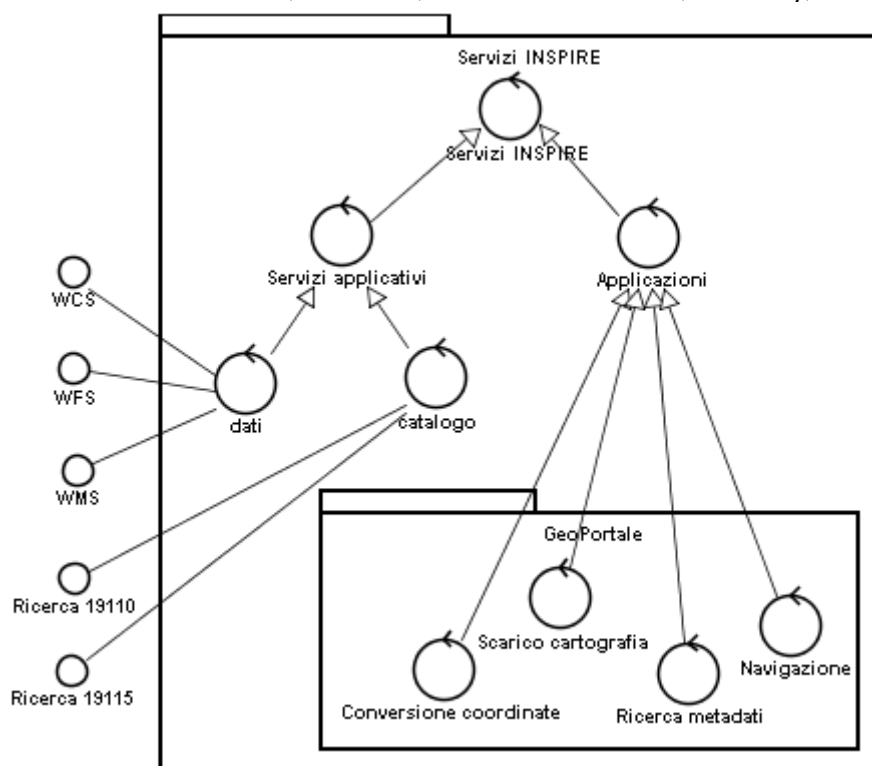 Servizi INSPIRE
Servizi INSPIRE
Servizi applicativi
Applicazioni
WCS
WFS
dati
catalogo
WMS
GeoPortale
Ricerca 19110
Scarico cartografia
Navigazione
Ricerca 19115
Conversione coordinate
Ricerca metadati